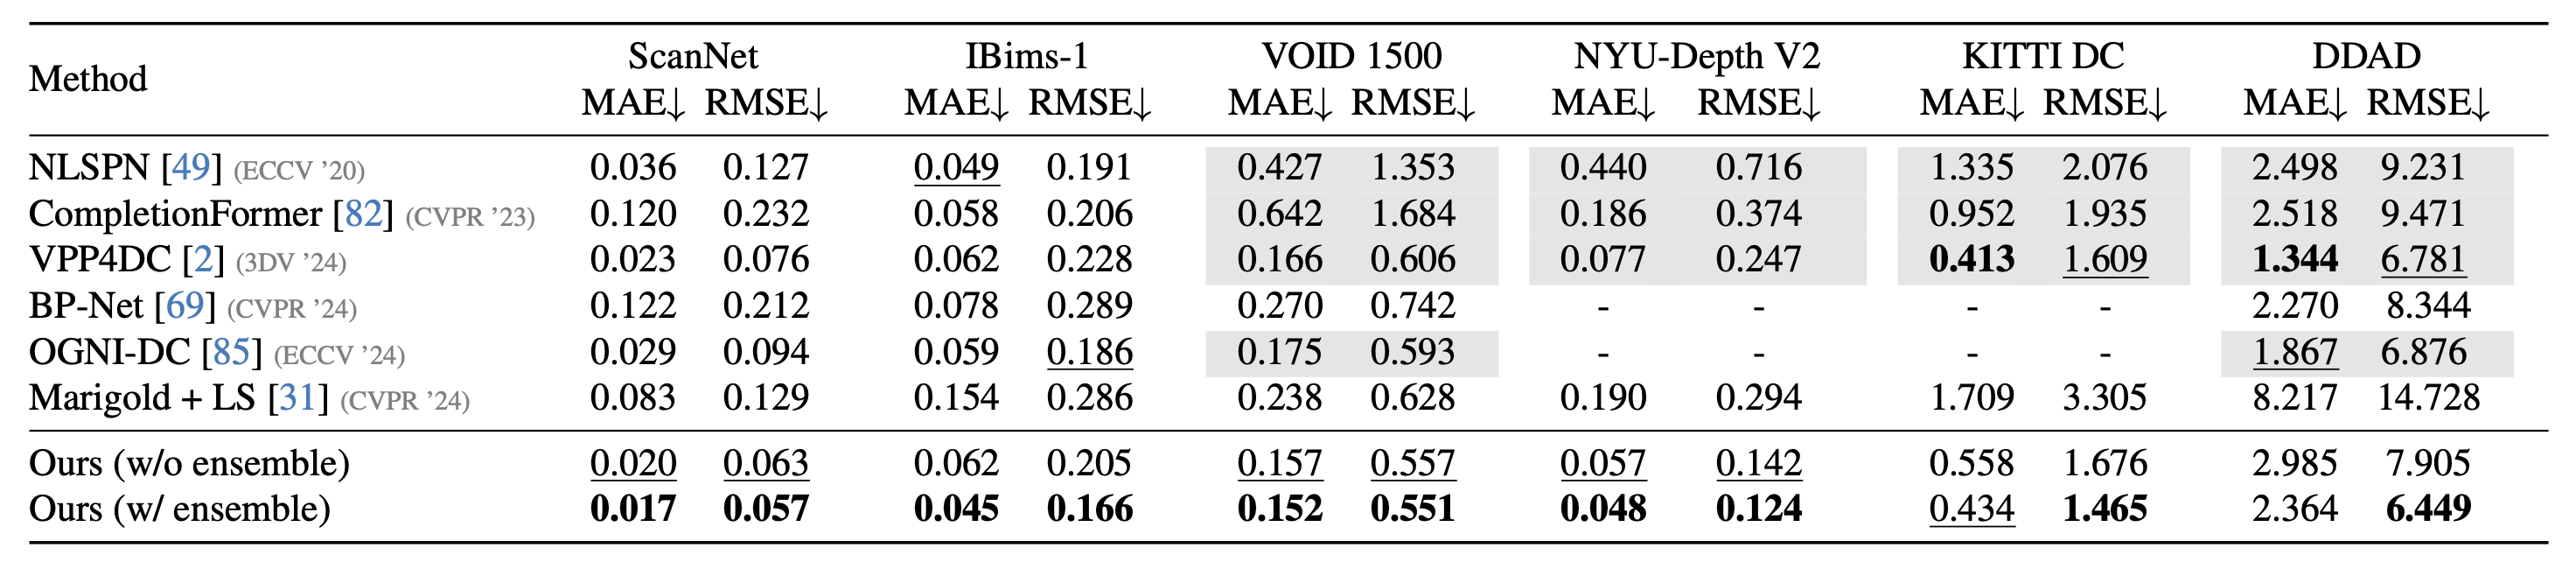 Method ScanNet IBims-1 VOID 1500 NYU-Depth V2 KITTI DC DDAD
MAE↓ RMSE↓ MAE↓ RMSE↓ MAE↓ RMSE↓ MAE↓ RMSE↓ MAE↓ RMSE↓ MAE↓ RMSE↓
NLSPN [49] (ECCV ’20) 0.036 0.127 0.049 0.191 0.427 1.353 0.440 0.716 1.335 2.076 2.498 9.231
CompletionFormer [82] (CVPR ’23) 0.120 0.232 0.058 0.206 0.642 1.684 0.186 0.374 0.952 1.935 2.518 9.471
VPP4DC [2] (3DV ’24) 0.023 0.076 0.062 0.228 0.166 0.606 0.077 0.247 0.413 1.609 1.344 6.781
BP-Net [69] (CVPR ’24) 0.122 0.212 0.078 0.289 0.270 0.742 - - - - 2.270 8.344
OGNI-DC [85] (ECCV ’24) 0.029 0.094 0.059 0.186 0.175 0.593 - - - - 1.867 6.876
Marigold + LS [31] (CVPR ’24) 0.083 0.129 0.154 0.286 0.238 0.628 0.190 0.294 1.709 3.305 8.217 14.728
Ours (w/o ensemble) 0.020 0.063 0.062 0.205 0.157 0.557 0.057 0.142 0.558 1.676 2.985 7.905
Ours (w/ ensemble) 0.017 0.057 0.045 0.166 0.152 0.551 0.048 0.124 0.434 1.465 2.364 6.449